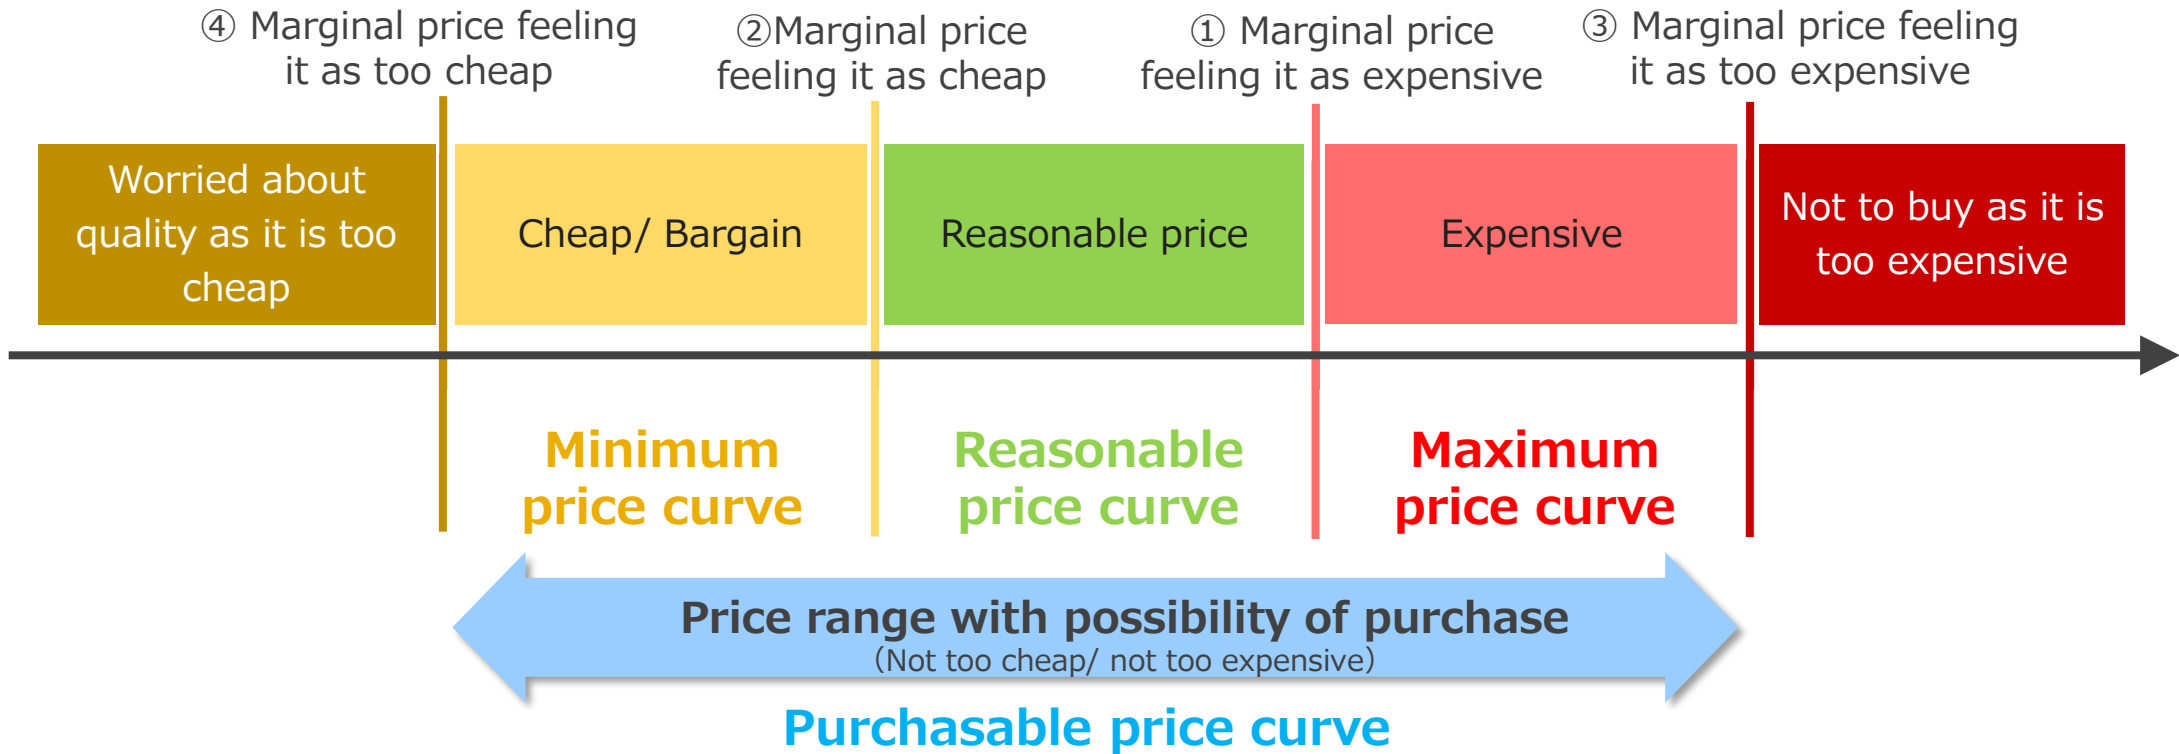 ④ Marginal price feeling
it as too cheap
②Marginal price
feeling it as cheap
① Marginal price
feeling it as expensive
③ Marginal price feeling
it as too expensive
Worried about
quality as it is too
cheap
Cheap/ Bargain
Reasonable price
Expensive
Not to buy as it is
too expensive
Minimum
price curve
Reasonable
price curve
Maximum
price curve
Price range with possibility of purchase
（Not too cheap/ not too expensive）
Purchasable price curve